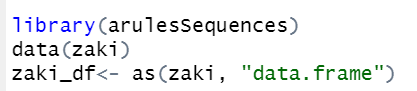 library(arulesSequences)
data(zaki)
zaki_df<- as(zaki, "data.frame")